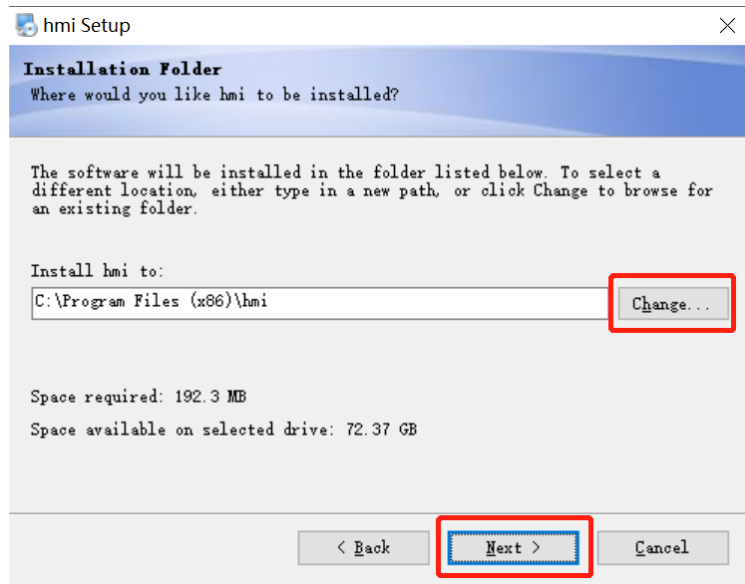 hmi Setup
Installation Folder
Where would you like hmi to be installed?
The software will be installed in the folder listed below. To select a
different location, either type in a new path, or click Change to browse for
an existing folder.
Install hmi to:
C:\Program Files (x86)\hmi
Change...
Space required: 192.3 MB
Space available on selected drive: 72.37 GB
< Back
Next >
Cancel